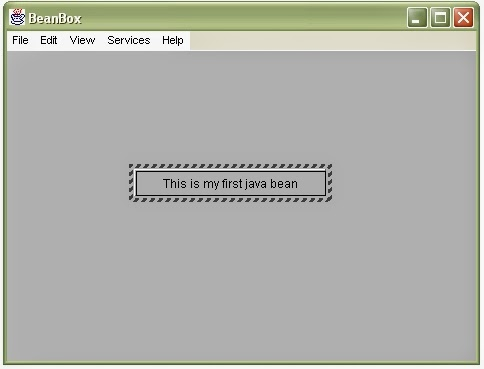 BeanBox
File Edit View Services Help
This is my first java bean